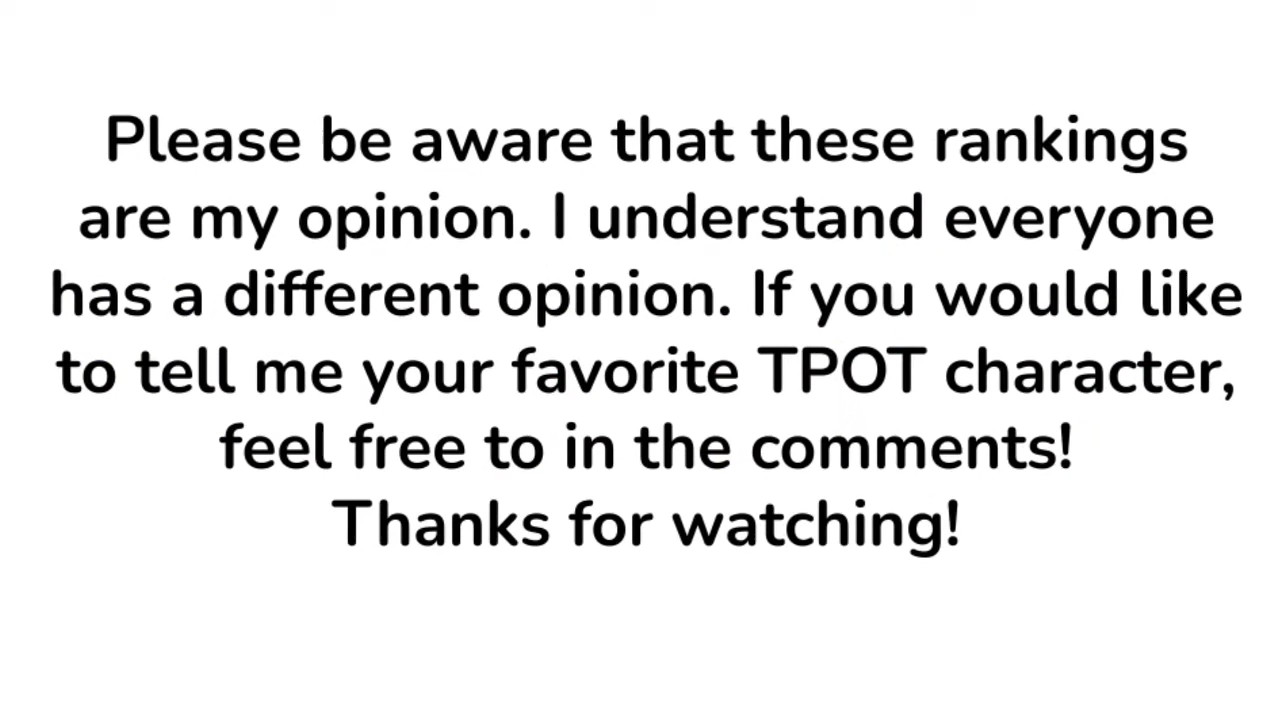 Please be aware that these rankings
are my opinion. I understand everyone
has a different opinion. If you would like
to tell me your favorite TPOT character,
feel free to in the comments!
Thanks for watching!